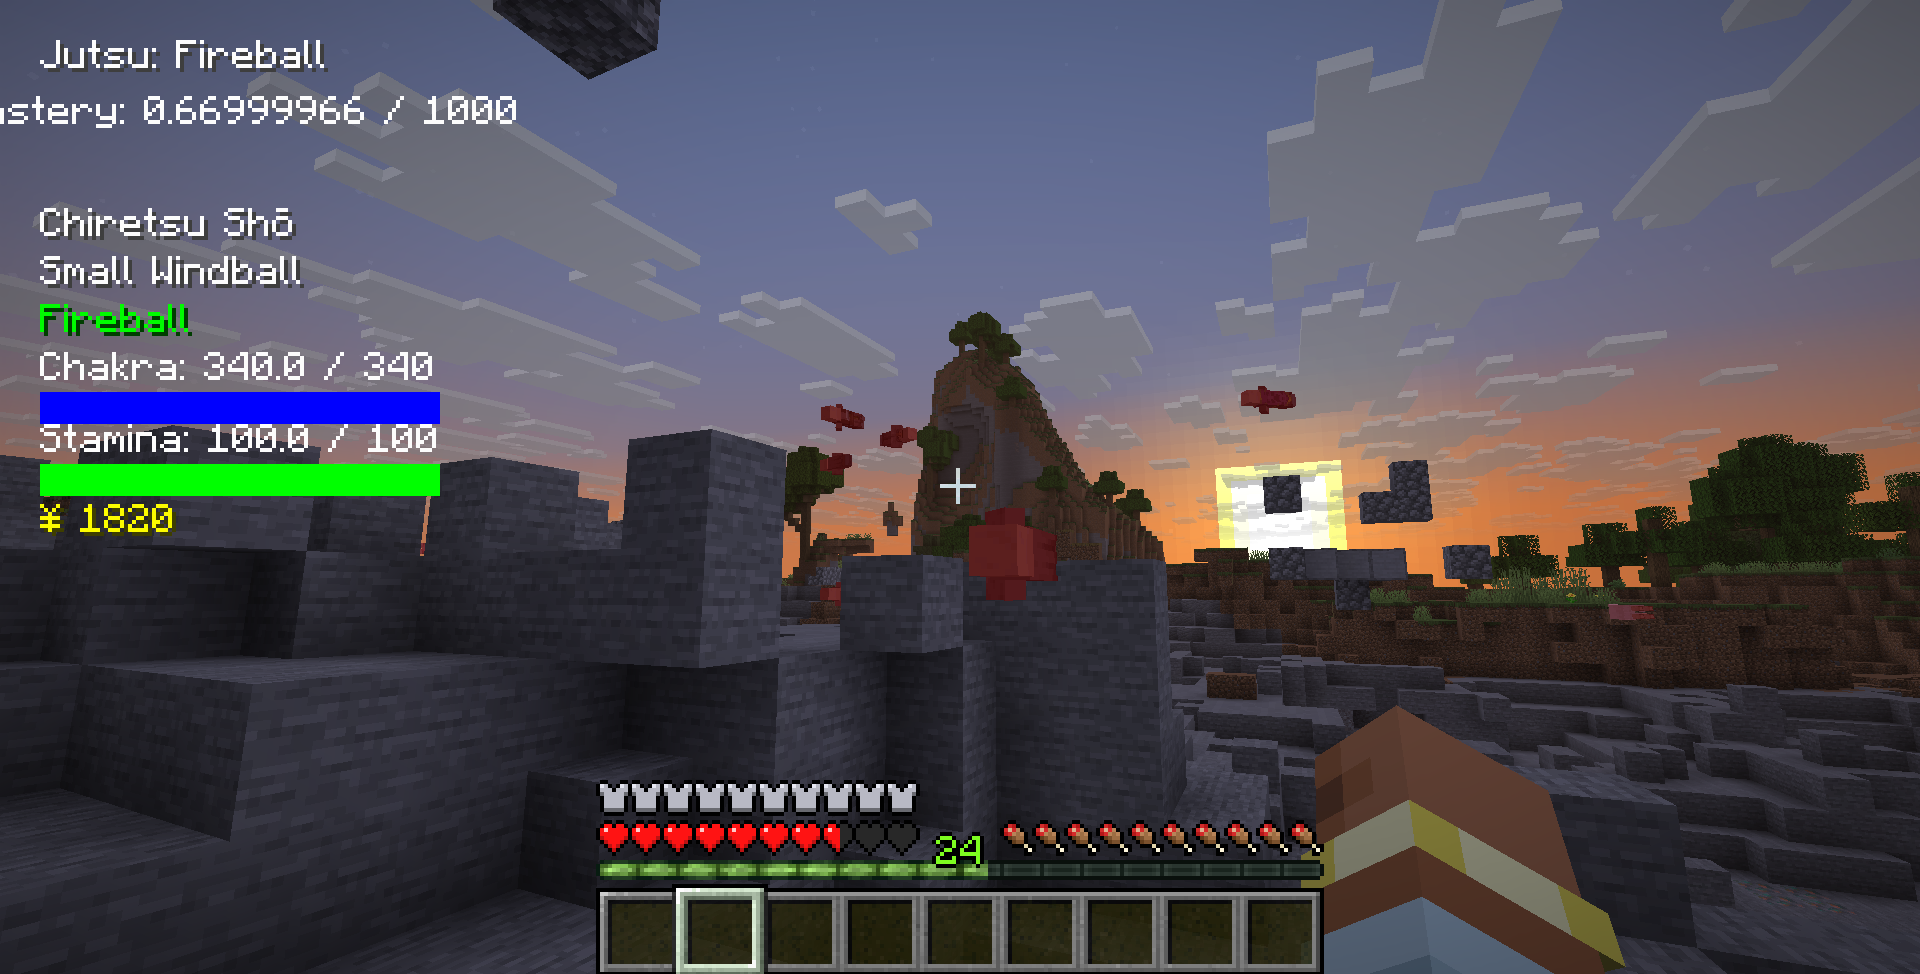 Jutsu: Fireball
astery: 0.66999966 / 1000
Chiretsu Shō
Small Windball
Fireball
Chakra: 340.0 / 340
Stamina: 100.0 / 100
¥ 1820
24